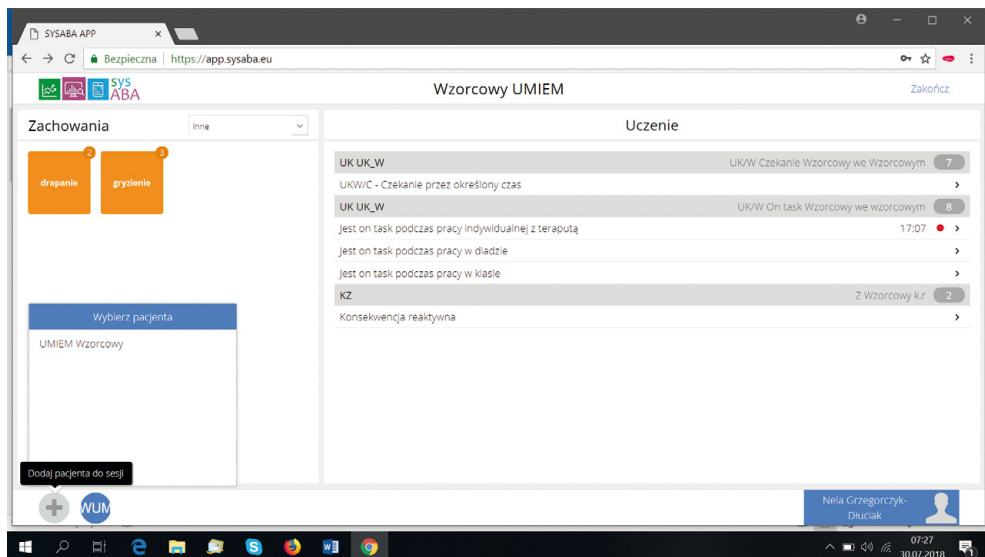 SYSABA APP
Bezpieczna https://app.sysaba.eu
sys
ABA
Wzorcowy UMIEM
Zakończ
Zachowania
Inne
Uczenie
2
3
drapanie
gryzienie
UK UK_W
UK/W Czekanie Wzorcowy we Wzorcowym 7
UKW/C - Czekanie przez określony czas
UK UK_W
UK/W On task Wzorcowy we wzorcowym 8
Jest on task podczas pracy indywidualnej z teraputą 17:07
Jest on task podczas pracy w diadzie
Jest on task podczas pracy w klasie
KZ
Z Wzorcowy k.r 2
Konsekwencja reaktywna
Wybierz pacjenta
UMIEM Wzorcowy
Dodaj pacjenta do sesji
WUM
Nela Grzegorczyk-
Dłuciak
07:27
30.07.2018